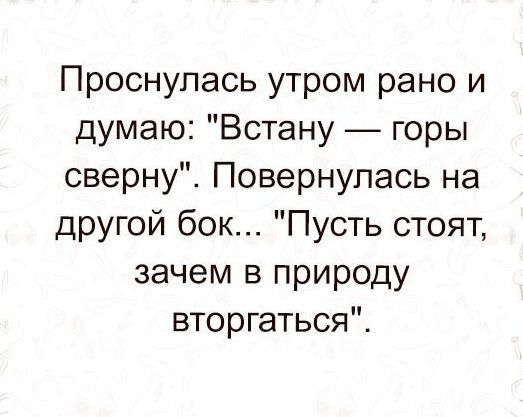 Проснулась утром рано и
думаю: "Встану — горы
сверну". Повернулась на
другой бок... "Пусть стоят,
зачем в природу
вторгаться".